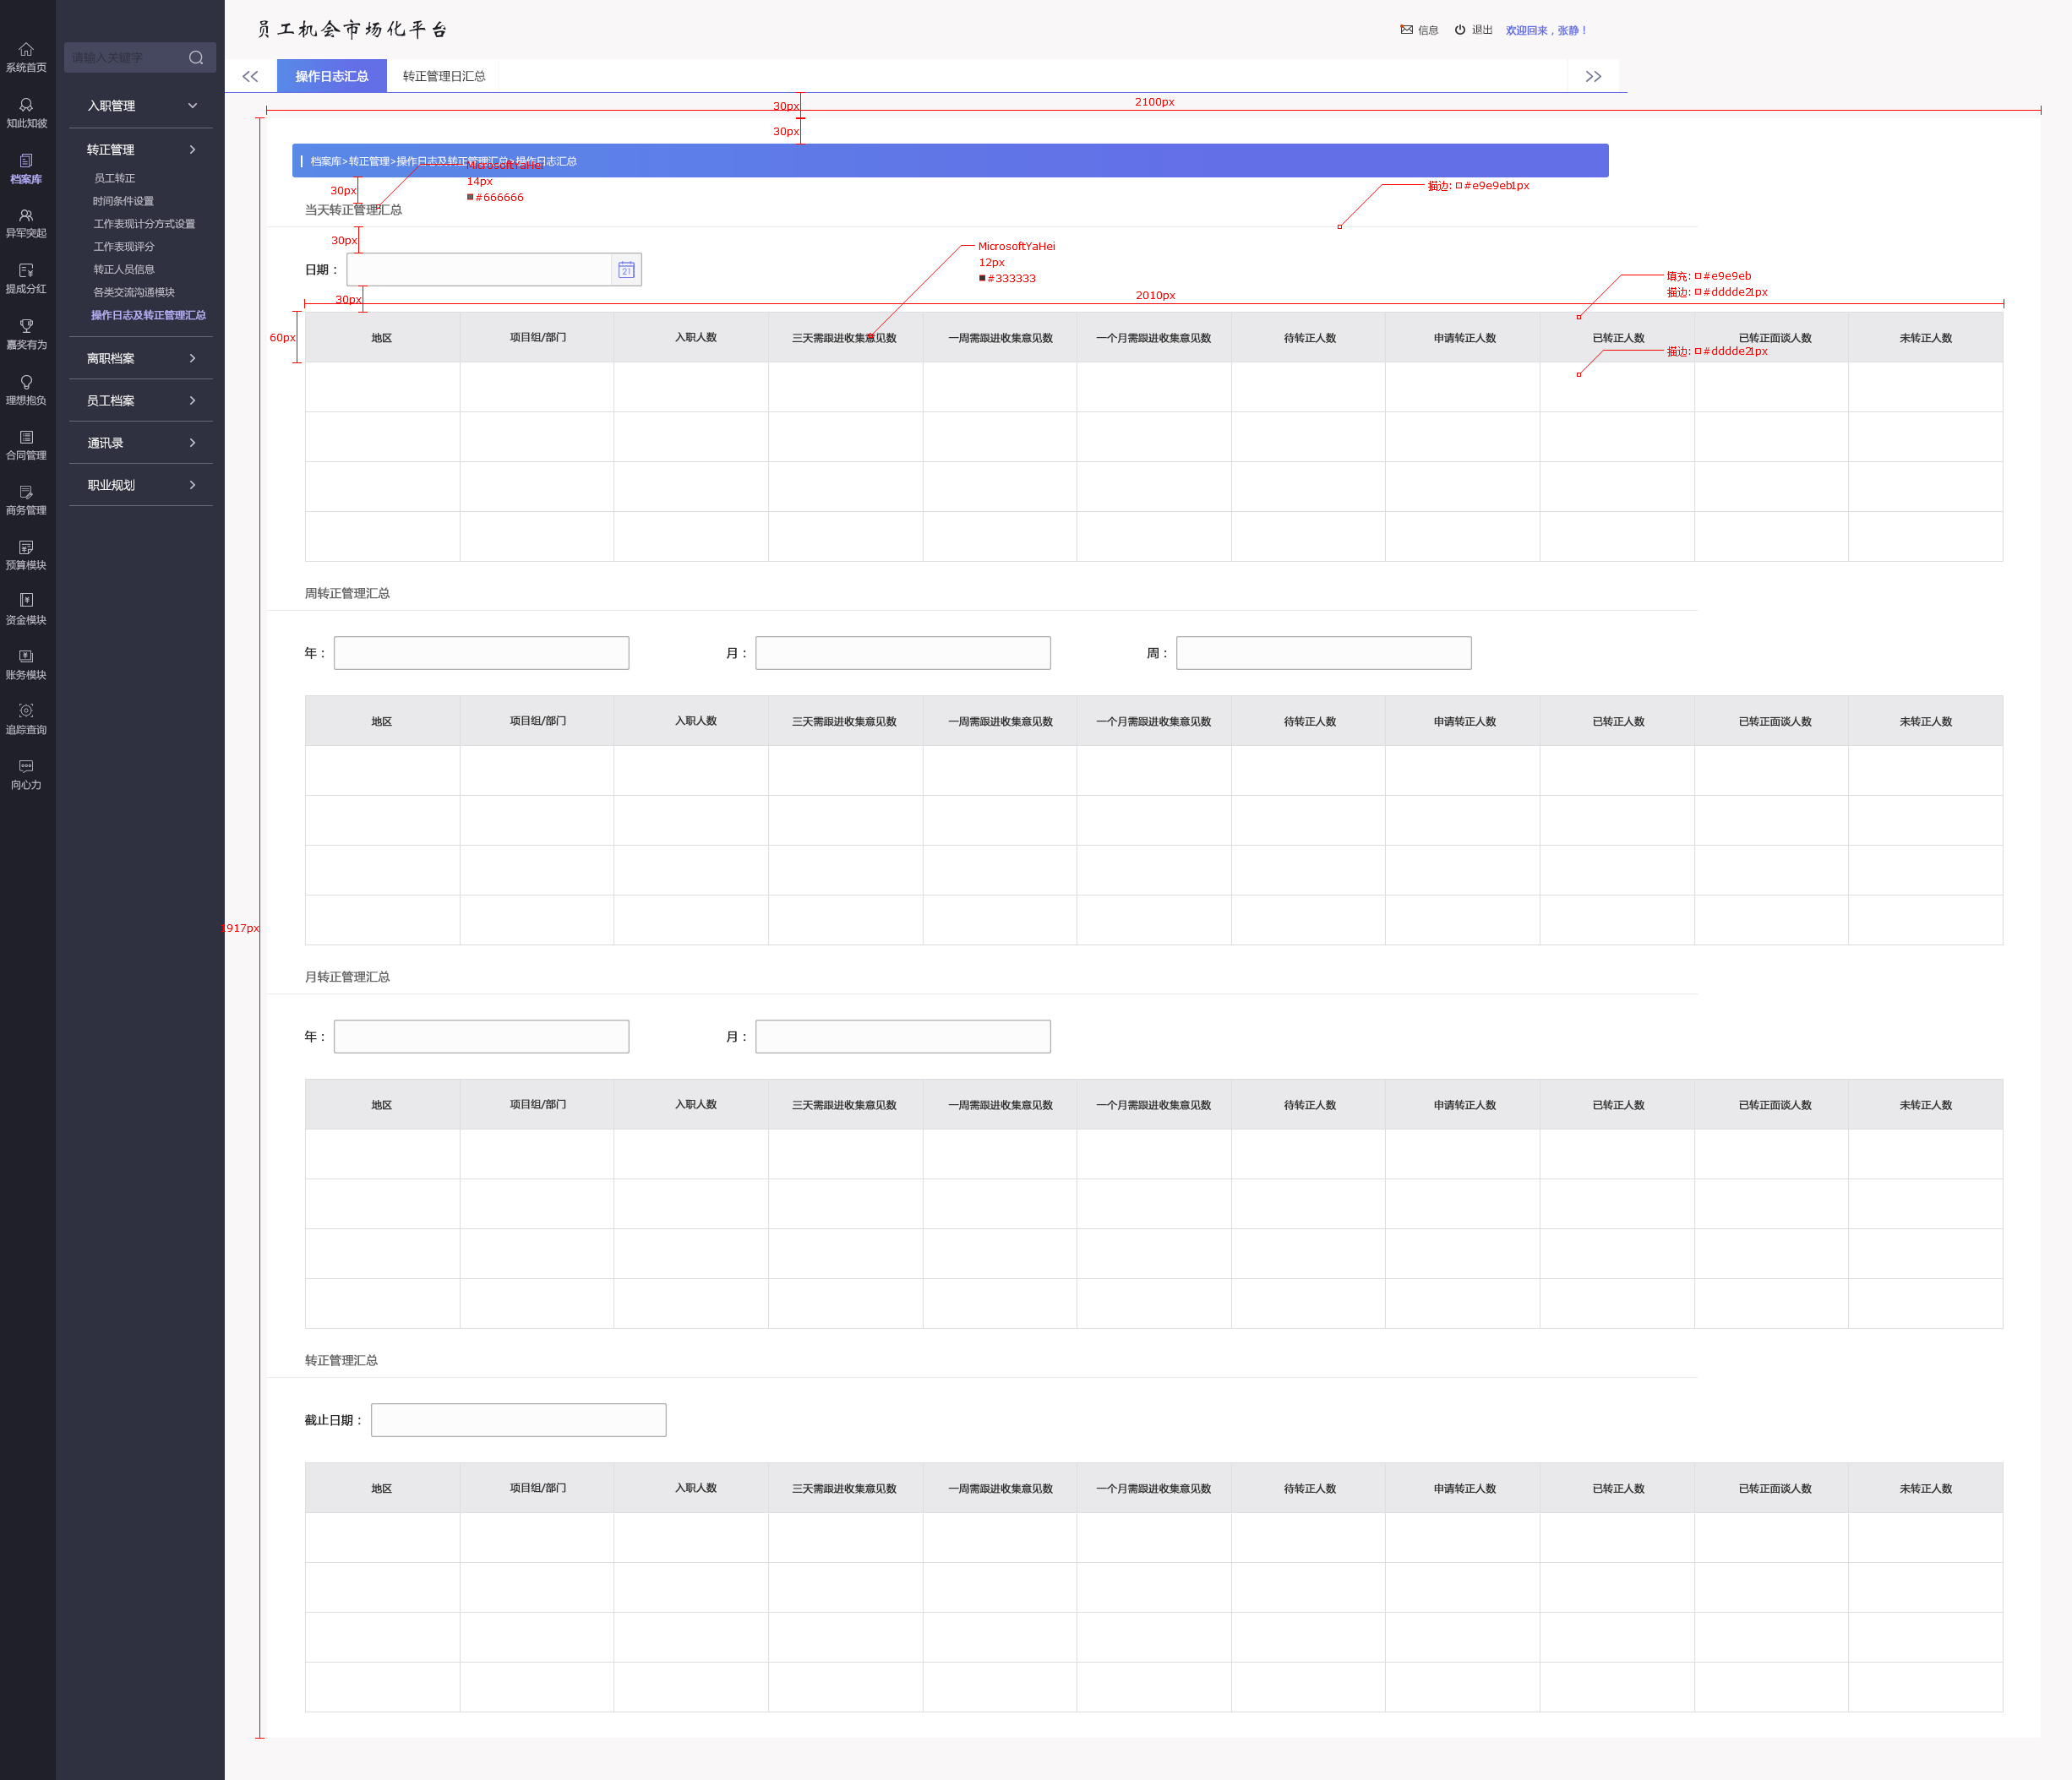 员工机会市场化平台
信息
退出
欢迎回来，张静！
操作日志汇总
转正管理日汇总
系统首页
知此知彼
档案库
异军突起
提成分红
嘉奖有为
理想抱负
合同管理
商务管理
预算模块
资金模块
账务模块
追踪查询
向心力
请输入关键字
入职管理
转正管理
员工转正
时间条件设置
工作表现计分方式设置
工作表现评分
转正人员信息
各类交流沟通模块
操作日志及转正管理汇总
离职档案
员工档案
通讯录
职业规划
30px
2100px
30px
档案库>转正管理>操作日志及转正管理汇总>操作日志汇总
MicrosoftYaHei
14px
#666666
30px
描边: #e9e9eb1px
当天转正管理汇总
30px
MicrosoftYaHei
12px
#333333
日期：
21
填充: #e9e9eb
描边: #dddde21px
30px
2010px
60px
地区 项目组/部门 入职人数 三天需跟进收集意见数 一周需跟进收集意见数 一个月需跟进收集意见数 待转正人数 申请转正人数 已转正人数 已转正面谈人数 未转正人数
描边: #dddde21px
周转正管理汇总
年： 月： 周：
地区 项目组/部门 入职人数 三天需跟进收集意见数 一周需跟进收集意见数 一个月需跟进收集意见数 待转正人数 申请转正人数 已转正人数 已转正面谈人数 未转正人数
1917px
月转正管理汇总
年： 月：
地区 项目组/部门 入职人数 三天需跟进收集意见数 一周需跟进收集意见数 一个月需跟进收集意见数 待转正人数 申请转正人数 已转正人数 已转正面谈人数 未转正人数
转正管理汇总
截止日期：
地区 项目组/部门 入职人数 三天需跟进收集意见数 一周需跟进收集意见数 一个月需跟进收集意见数 待转正人数 申请转正人数 已转正人数 已转正面谈人数 未转正人数